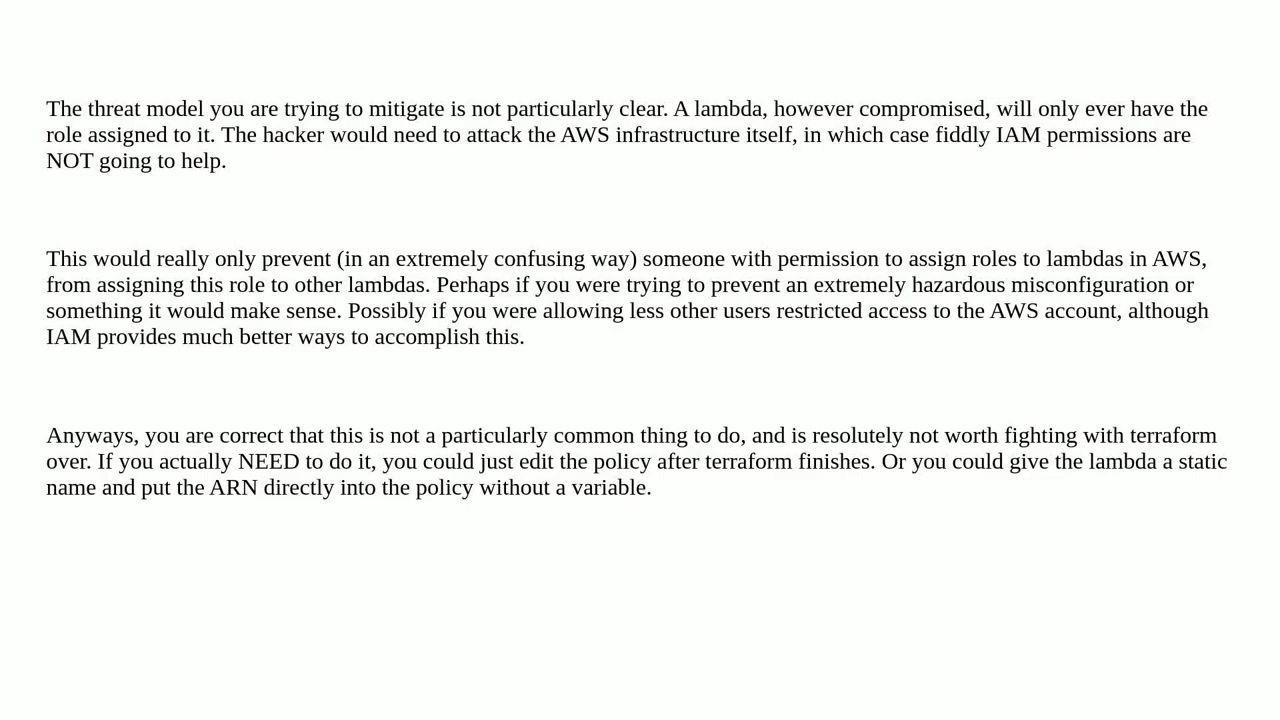 The threat model you are trying to mitigate is not particularly clear. A lambda, however compromised, will only ever have the
role assigned to it. The hacker would need to attack the AWS infrastructure itself, in which case fiddly IAM permissions are
NOT going to help.
This would really only prevent (in an extremely confusing way) someone with permission to assign roles to lambdas in AWS,
from assigning this role to other lambdas. Perhaps if you were trying to prevent an extremely hazardous misconfiguration or
something it would make sense. Possibly if you were allowing less other users restricted access to the AWS account, although
IAM provides much better ways to accomplish this.
Anyways, you are correct that this is not a particularly common thing to do, and is resolutely not worth fighting with terraform
over. If you actually NEED to do it, you could just edit the policy after terraform finishes. Or you could give the lambda a static
name and put the ARN directly into the policy without a variable.